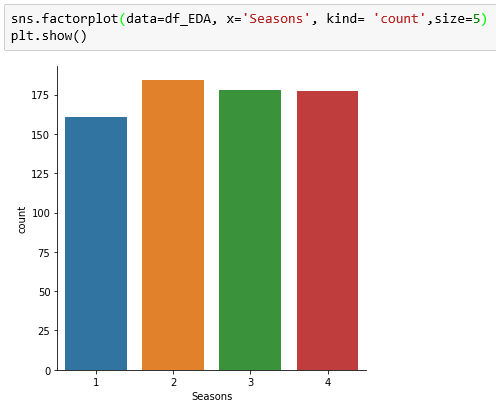 sns.factorplot(data=df_EDA, x='Seasons', kind= 'count',size=5)
plt.show()
175
150
125
100
75
50
25
0
count
1 2 3 4
Seasons